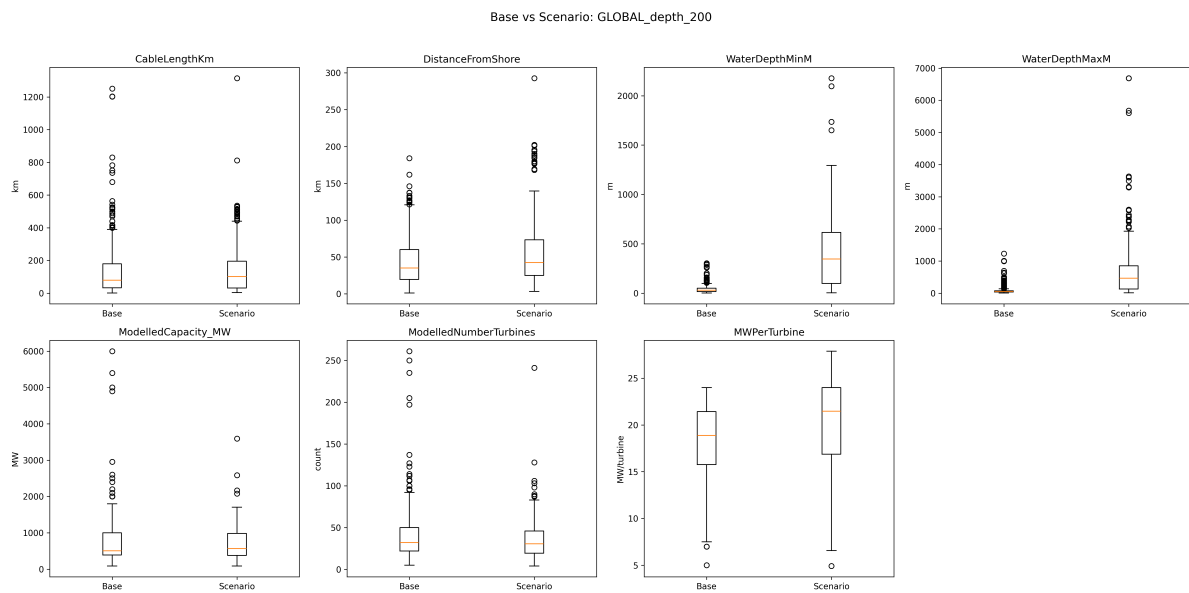 Base vs Scenario: GLOBAL_depth_200
CableLengthKm
km
1200
1000
800
600
400
200
0
Base
Scenario
DistanceFromShore
km
300
250
200
150
100
50
0
Base
Scenario
WaterDepthMinM
m
2000
1500
1000
500
0
Base
Scenario
WaterDepthMaxM
m
7000
6000
5000
4000
3000
2000
1000
0
Base
Scenario
ModelledCapacity_MW
MW
6000
5000
4000
3000
2000
1000
0
Base
Scenario
ModelledNumberTurbines
count
250
200
150
100
50
0
Base
Scenario
MWPerTurbine
MW/turbine
25
20
15
10
5
Base
Scenario